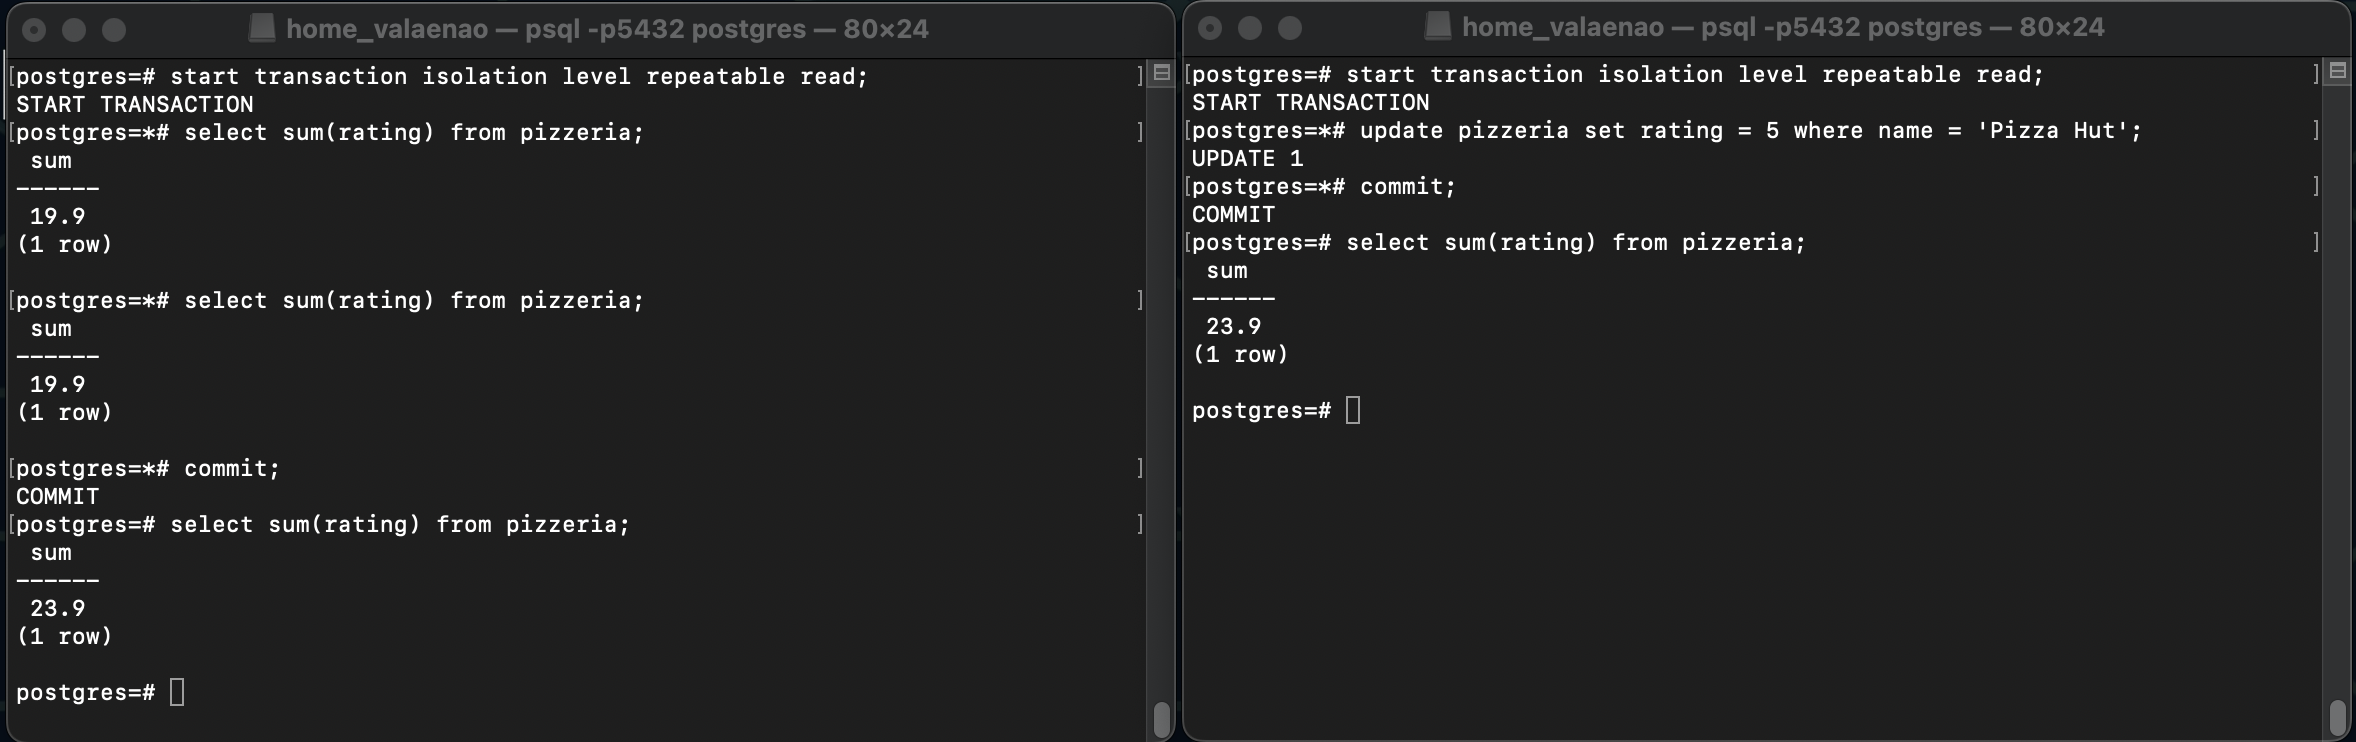 home_valaenao — psql -p5432 postgres — 80×24
[postgres=# start transaction isolation level repeatable read; ]
START TRANSACTION
[postgres=*# select sum(rating) from pizzeria; ]
sum
------
19.9
(1 row)
[postgres=*# select sum(rating) from pizzeria; ]
sum
------
19.9
(1 row)
[postgres=*# commit; ]
COMMIT
[postgres=# select sum(rating) from pizzeria; ]
sum
------
23.9
(1 row)
postgres=#
home_valaenao — psql -p5432 postgres — 80×24
[postgres=# start transaction isolation level repeatable read; ]
START TRANSACTION
[postgres=*# update pizzeria set rating = 5 where name = 'Pizza Hut'; ]
UPDATE 1
[postgres=*# commit; ]
COMMIT
[postgres=# select sum(rating) from pizzeria; ]
sum
------
23.9
(1 row)
postgres=#